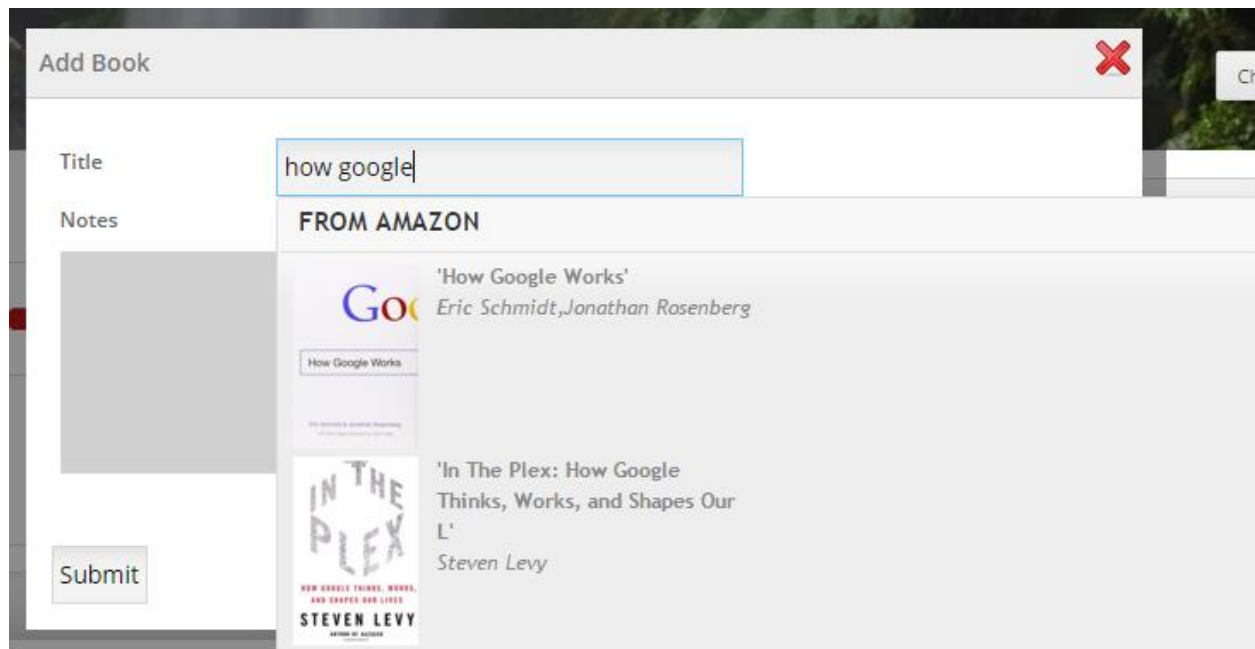 Add Book
Ch
Title
how google
Notes
FROM AMAZON
'How Google Works'
Eric Schmidt,Jonathan Rosenberg
Goo
How Google Works
'In The Plex: How Google
Thinks, Works, and Shapes Our
L'
Steven Levy
IN THE
PLEX
HOW GOOGLE THINKS, WORKS,
AND SHAPES OUR LIVES
STEVEN LEVY
Submit